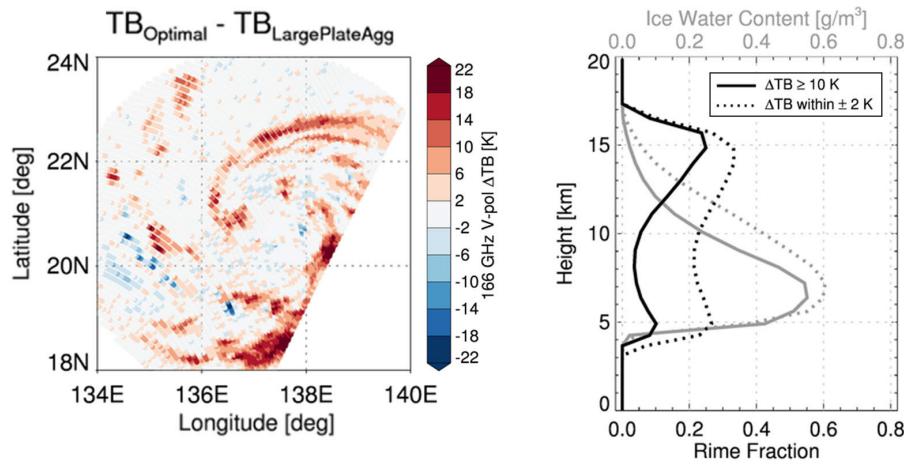 TB_Optimal - TB_LargePlateAgg
24N
22N
20N
18N
Latitude [deg]
134E 136E 138E 140E
Longitude [deg]
22
18
14
10
6
2
-2
-6
-10
-14
-18
-22
166 GHz V-pol ΔTB [K]
Ice Water Content [g/m³]
0.0 0.2 0.4 0.6 0.8
ΔTB ≥ 10 K
ΔTB within ± 2 K
20
15
10
5
0
Height [km]
0.0 0.2 0.4 0.6 0.8
Rime Fraction